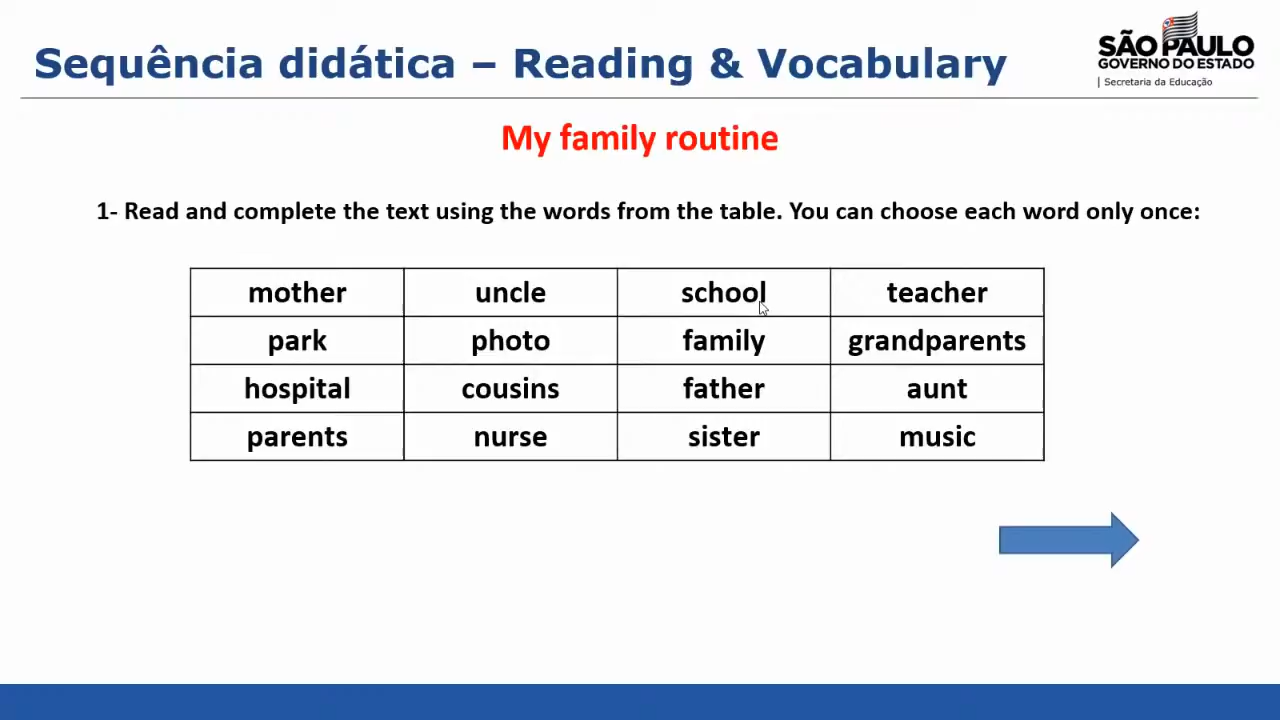 Sequência didática – Reading & Vocabulary
SÃO PAULO
GOVERNO DO ESTADO
| Secretaria da Educação
My family routine
1- Read and complete the text using the words from the table. You can choose each word only once:
mother uncle school teacher
park photo family grandparents
hospital cousins father aunt
parents nurse sister music